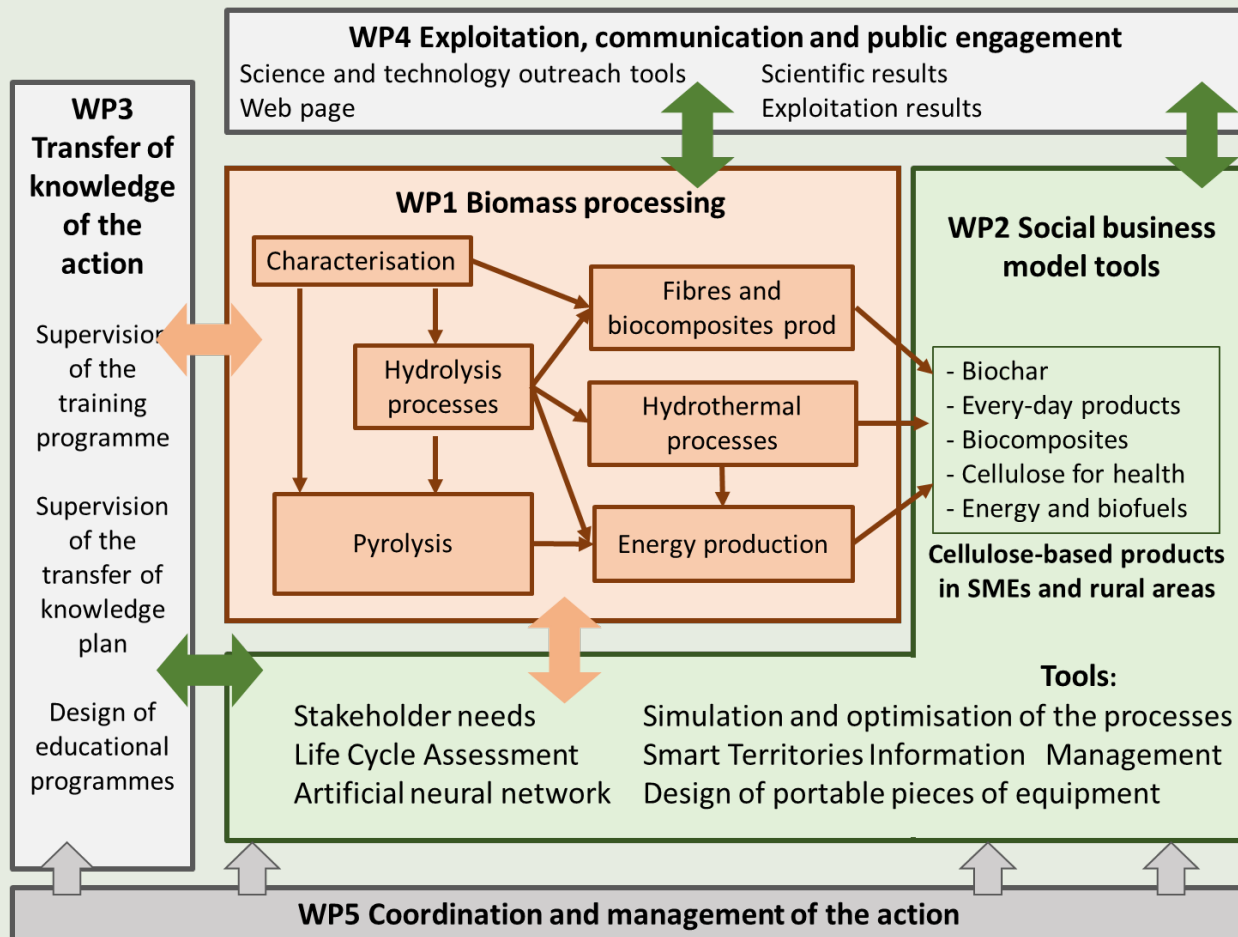 WP4 Exploitation, communication and public engagement
Science and technology outreach tools
Web page
Scientific results
Exploitation results
WP3
Transfer of
knowledge
of the
action
Supervision
of the
training
programme
Supervision
of the
transfer of
knowledge
plan
Design of
educational
programmes
WP1 Biomass processing
Characterisation
Hydrolysis
processes
Pyrolysis
Fibres and
biocomposites prod
Hydrothermal
processes
Energy production
WP2 Social business
model tools
- Biochar
- Every-day products
- Biocomposites
- Cellulose for health
- Energy and biofuels
Cellulose-based products
in SMEs and rural areas
Tools:
Stakeholder needs
Life Cycle Assessment
Artificial neural network
Simulation and optimisation of the processes
Smart Territories Information Management
Design of portable pieces of equipment
WP5 Coordination and management of the action